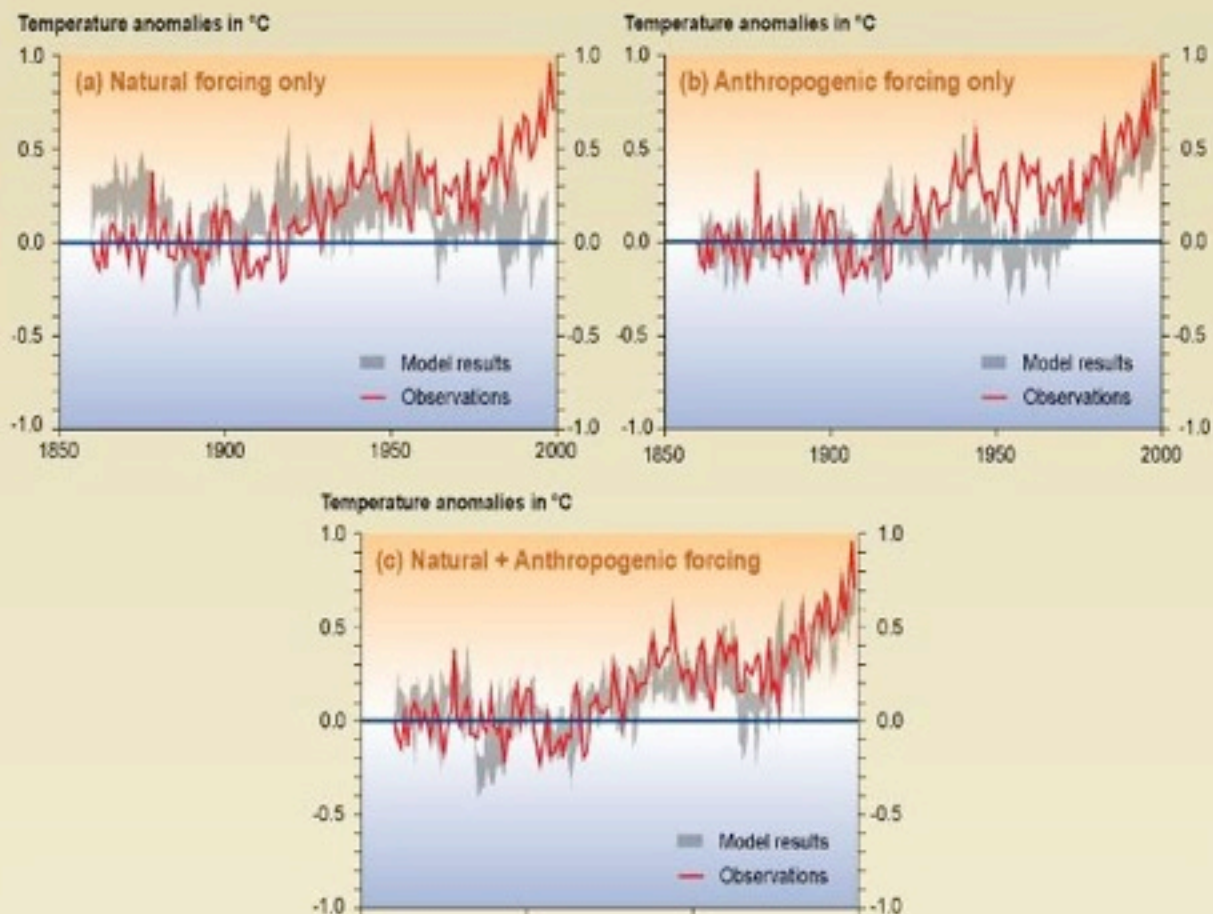 Temperature anomalies in °C
1.0 1.0
(a) Natural forcing only
0.5 0.5
0.0 0.0
-0.5 -0.5
Model results
Observations
-1.0 -1.0
1850 1900 1950 2000
Temperature anomalies in °C
1.0 1.0
(b) Anthropogenic forcing only
0.5 0.5
0.0 0.0
-0.5 -0.5
Model results
Observations
-1.0 -1.0
1850 1900 1950 2000
Temperature anomalies in °C
1.0 1.0
(c) Natural + Anthropogenic forcing
0.5 0.5
0.0 0.0
-0.5 -0.5
Model results
Observations
-1.0 -1.0